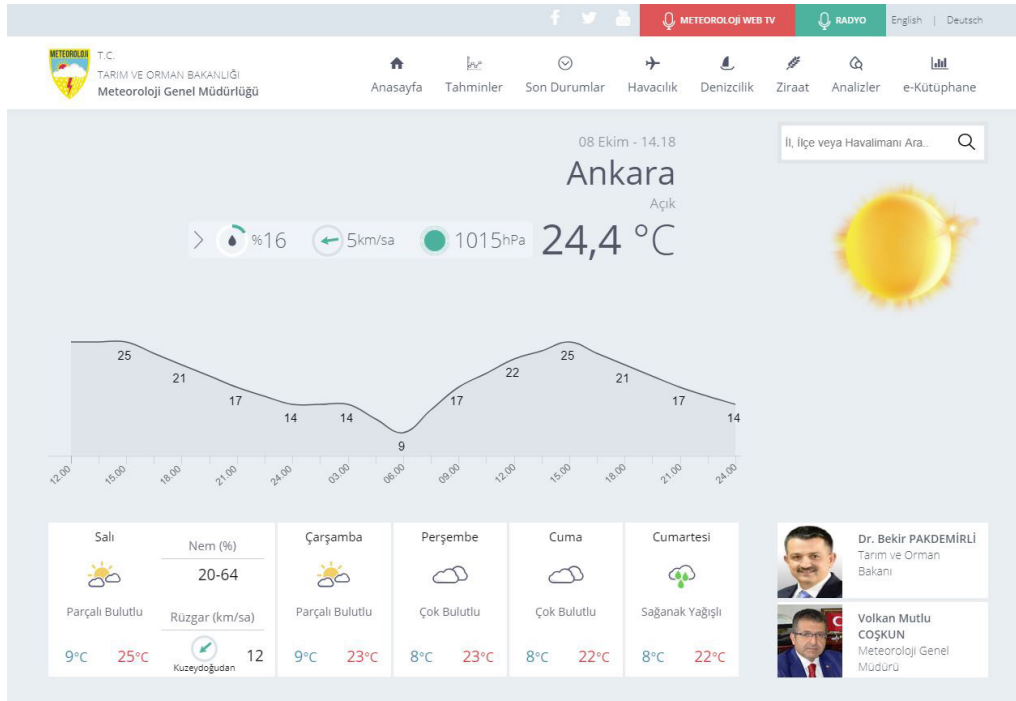 METEOROLOJİ WEB TV
RADYO
English | Deutsch
METEOROLOJİ
T.C.
TARIM VE ORMAN BAKANLIĞI
Meteoroloji Genel Müdürlüğü
Anasayfa
Tahminler
Son Durumlar
Havacılık
Denizcilik
Ziraat
Analizler
e-Kütüphane
08 Ekim - 14.18
İl, İlçe veya Havalimanı Ara..
Ankara
Açık
%16
5km/sa
1015hPa
24,4 °C
25
21
17
14
14
9
17
22
25
21
17
14
12.00
15.00
18.00
21.00
24.00
03.00
06.00
09.00
12.00
15.00
18.00
21.00
24.00
Salı
Parçalı Bulutlu
9°C 25°C
Nem (%)
20-64
Rüzgar (km/sa)
12
Kuzeydoğudan
Çarşamba
Parçalı Bulutlu
9°C 23°C
Perşembe
Çok Bulutlu
8°C 23°C
Cuma
Çok Bulutlu
8°C 22°C
Cumartesi
Sağanak Yağışlı
8°C 22°C
Dr. Bekir PAKDEMİRLİ
Tarım ve Orman
Bakanı
Volkan Mutlu
COŞKUN
Meteoroloji Genel
Müdürü